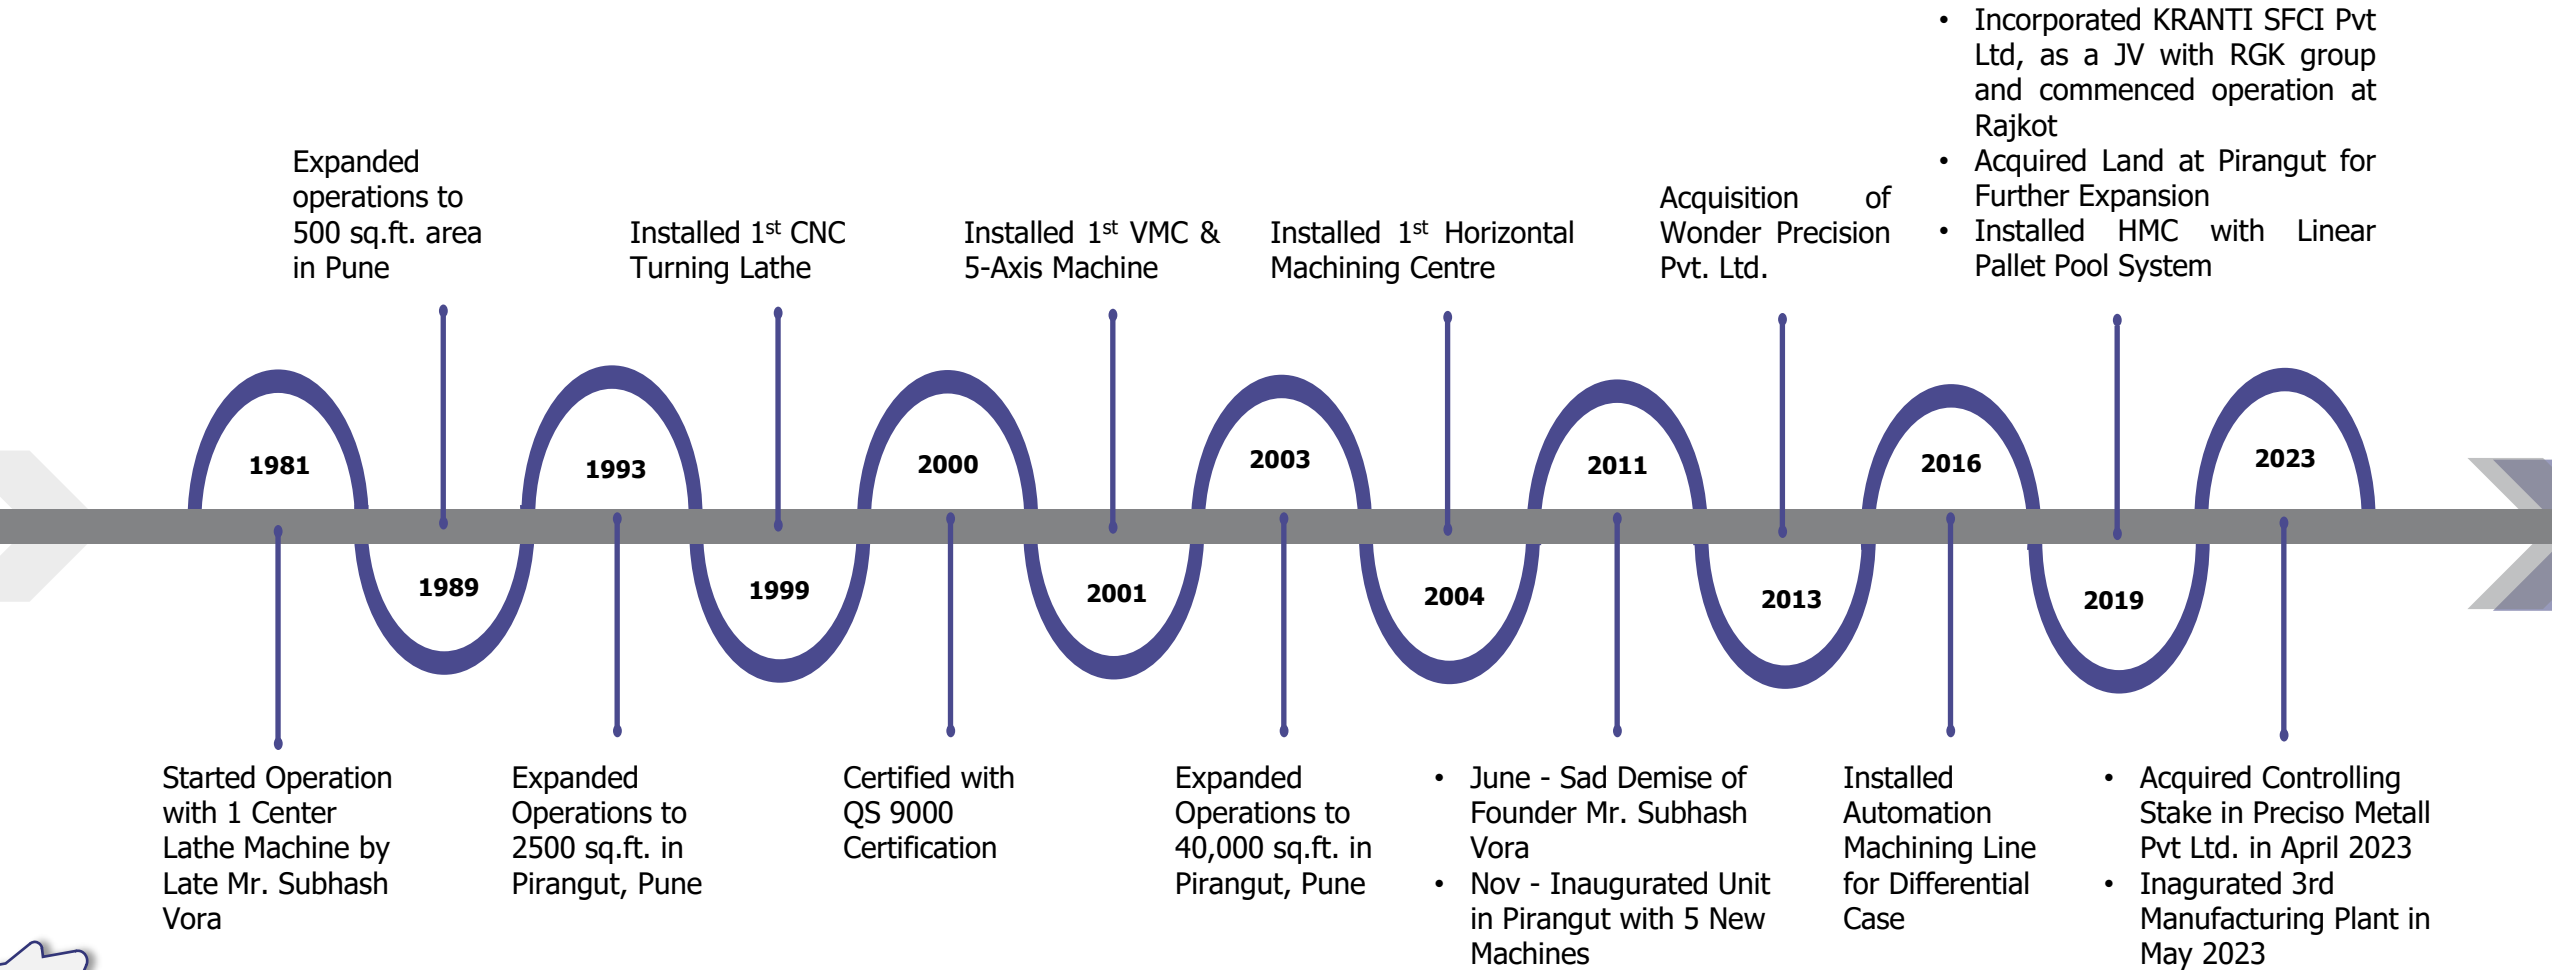 • Incorporated KRANTI SFCI Pvt
Ltd, as a JV with RGK group
and commenced operation at
Rajkot
• Acquired Land at Pirangut for
Further Expansion
• Installed HMC with Linear
Pallet Pool System
Expanded
operations to
500 sq.ft. area
in Pune
Installed 1st CNC
Turning Lathe
Installed 1st VMC &
5-Axis Machine
Installed 1st Horizontal
Machining Centre
Acquisition of
Wonder Precision
Pvt. Ltd.
1981
1993
2000
2003
2011
2016
2023
1989
1999
2001
2004
2013
2019
Started Operation
with 1 Center
Lathe Machine by
Late Mr. Subhash
Vora
Expanded
Operations to
2500 sq.ft. in
Pirangut, Pune
Certified with
QS 9000
Certification
Expanded
Operations to
40,000 sq.ft. in
Pirangut, Pune
• June - Sad Demise of
Founder Mr. Subhash
Vora
• Nov - Inaugurated Unit
in Pirangut with 5 New
Machines
Installed
Automation
Machining Line
for Differential
Case
• Acquired Controlling
Stake in Preciso Metall
Pvt Ltd. in April 2023
• Inagurated 3rd
Manufacturing Plant in
May 2023